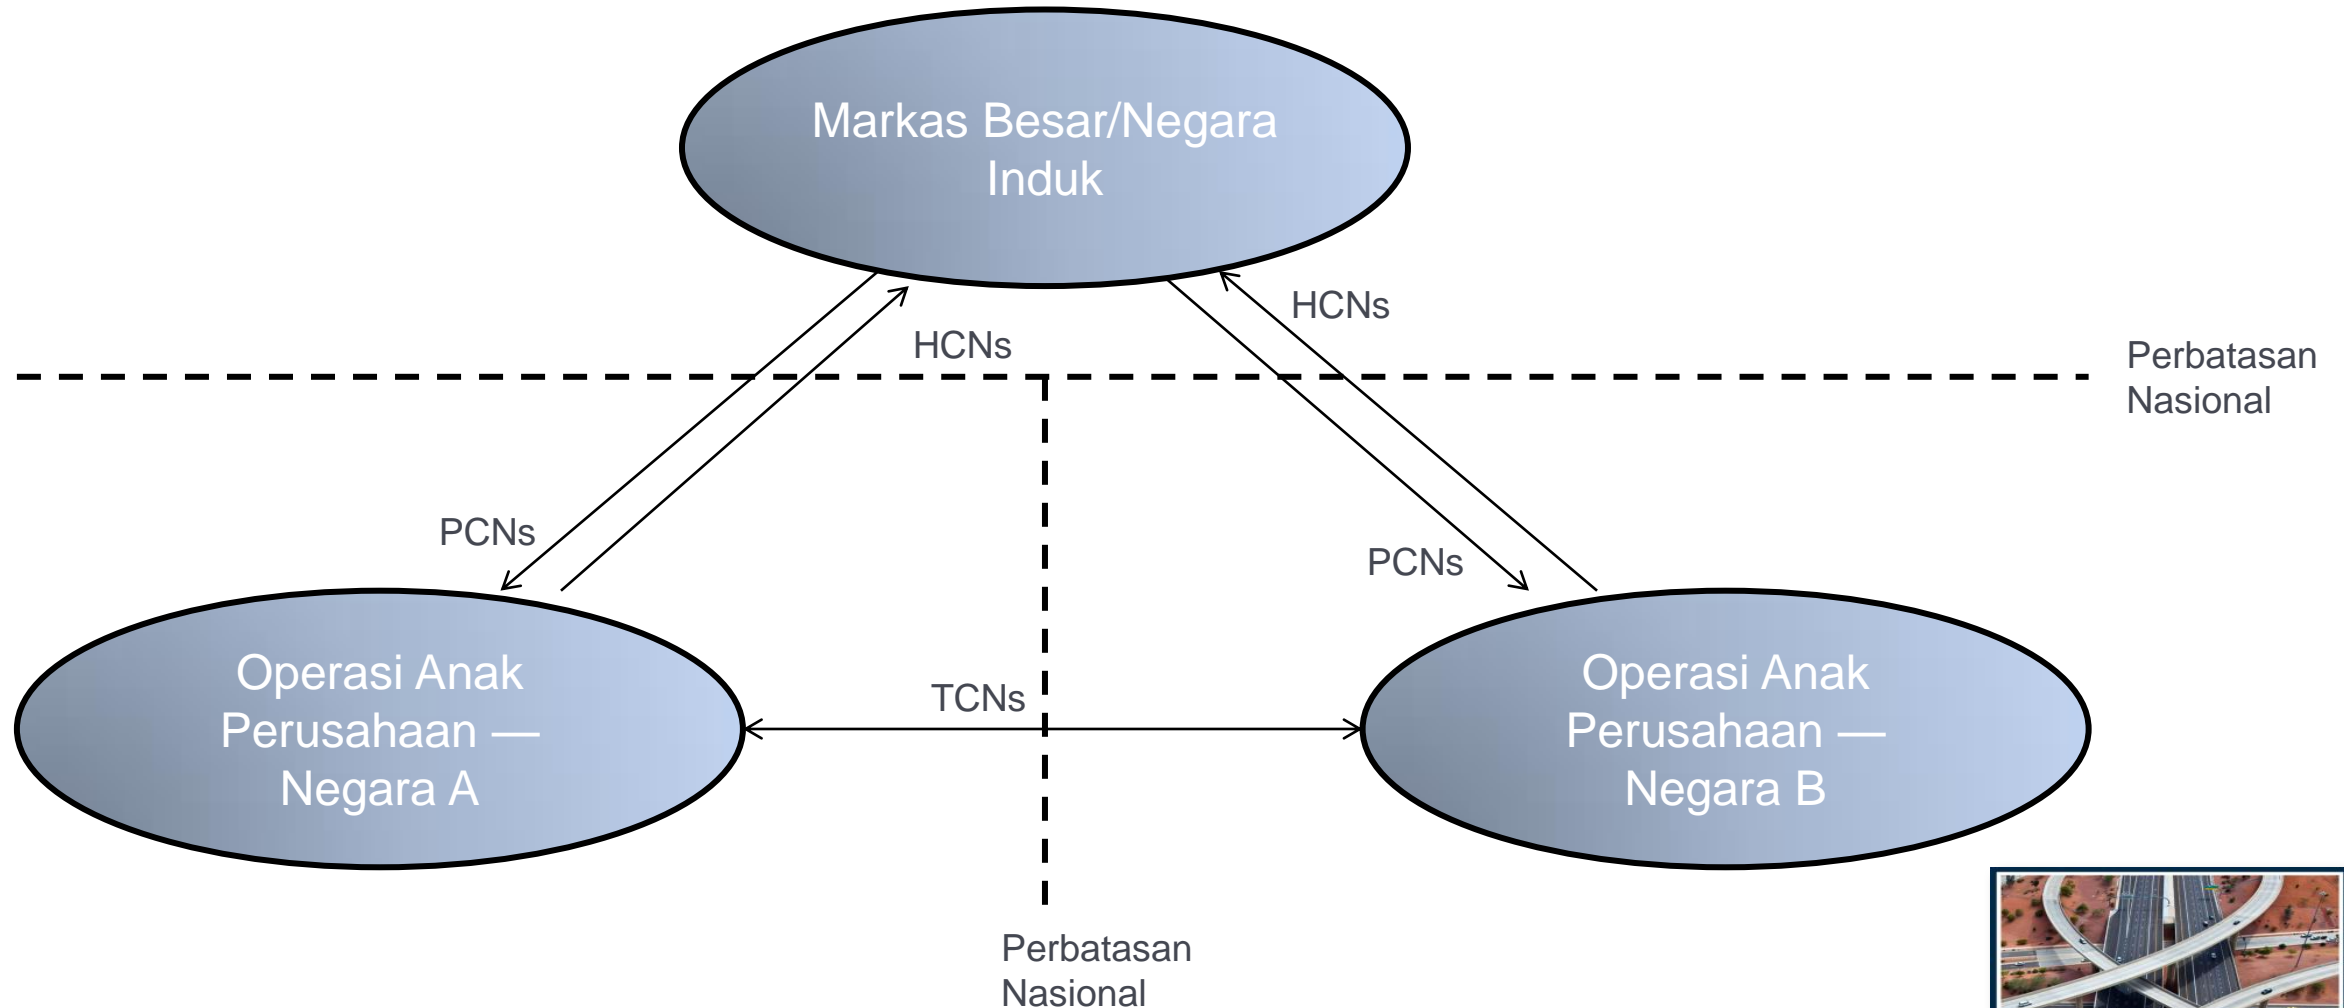 Markas Besar/Negara
Induk
HCNs
HCNs
Perbatasan
Nasional
PCNs
PCNs
Operasi Anak
Perusahaan —
Negara A
TCNs
Operasi Anak
Perusahaan —
Negara B
Perbatasan
Nasional